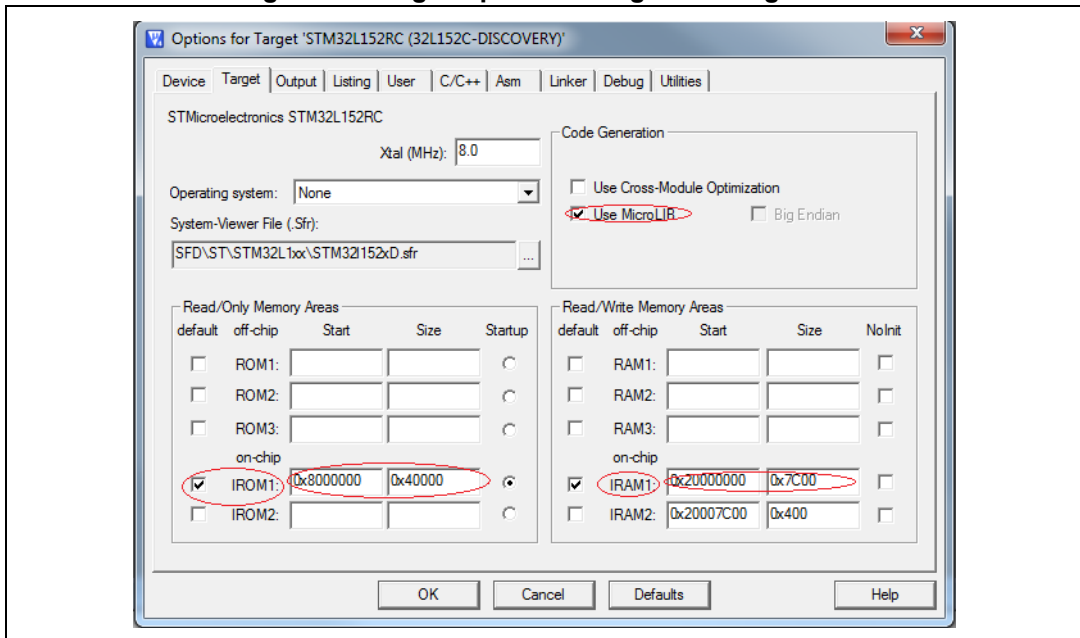 Options for Target 'STM32L152RC (32L152C-DISCOVERY)'
Device Target Output Listing User C/C++ Asm Linker Debug Utilities
STMicroelectronics STM32L152RC
Xtal (MHz): 8.0
Operating system: None
System-Viewer File (.Sfr):
SFD\ST\STM32L1xx\STM32l152xD.sfr ...
Code Generation
Use Cross-Module Optimization
Use MicroLIB Big Endian
Read/Only Memory Areas
default off-chip Start Size Startup
ROM1:
ROM2:
ROM3:
on-chip
IROM1: 0x8000000 0x40000
IROM2:
Read/Write Memory Areas
default off-chip Start Size NoInit
RAM1:
RAM2:
RAM3:
on-chip
IRAM1: 0x20000000 0x7C00
IRAM2: 0x20007C00 0x400
OK Cancel Defaults Help